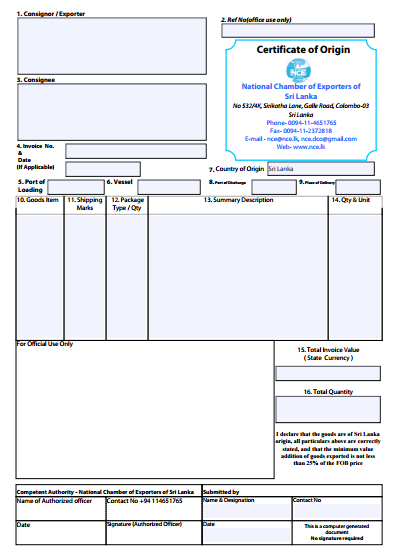 1. Consignor / Exporter
2. Ref No(office use only)
Certificate of Origin
NCE
National Chamber of Exporters of
Sri Lanka
No 532/4K, Sirikotha Lane, Galle Road, Colombo-03
Sri Lanka
Phone- 0094-11-4651765
Fax- 0094-11-2372818
E-mail - nce@nce.lk, nce.dco@gmail.com
Web- www.nce.lk
3. Consignee
4. Invoice No.
&
Date
(If Applicable)
7. Country of Origin
Sri Lanka
5. Port of
Loading
6. Vessel
8.Port of Discharge
9.Place of Delivery
10. Goods Item
11. Shipping
Marks
12. Package
Type / Qty
13. Summary Description
14. Qty & Unit
For Official Use Only
15. Total Invoice Value
( State Currency )
16. Total Quantity
I declare that the goods are of Sri Lanka
origin, all particulars above are correctly
stated, and that the minimum value
addition of goods exported is not less
than 25% of the FOB price
Competent Authority - National Chamber of Exporters of Sri Lanka
Submitted by
Name of Authorized officer
Contact No +94 114651765
Name & Designation
Contact No
Date
Signature (Authorized Officer)
Date
This is a computer generated
document
No signature required